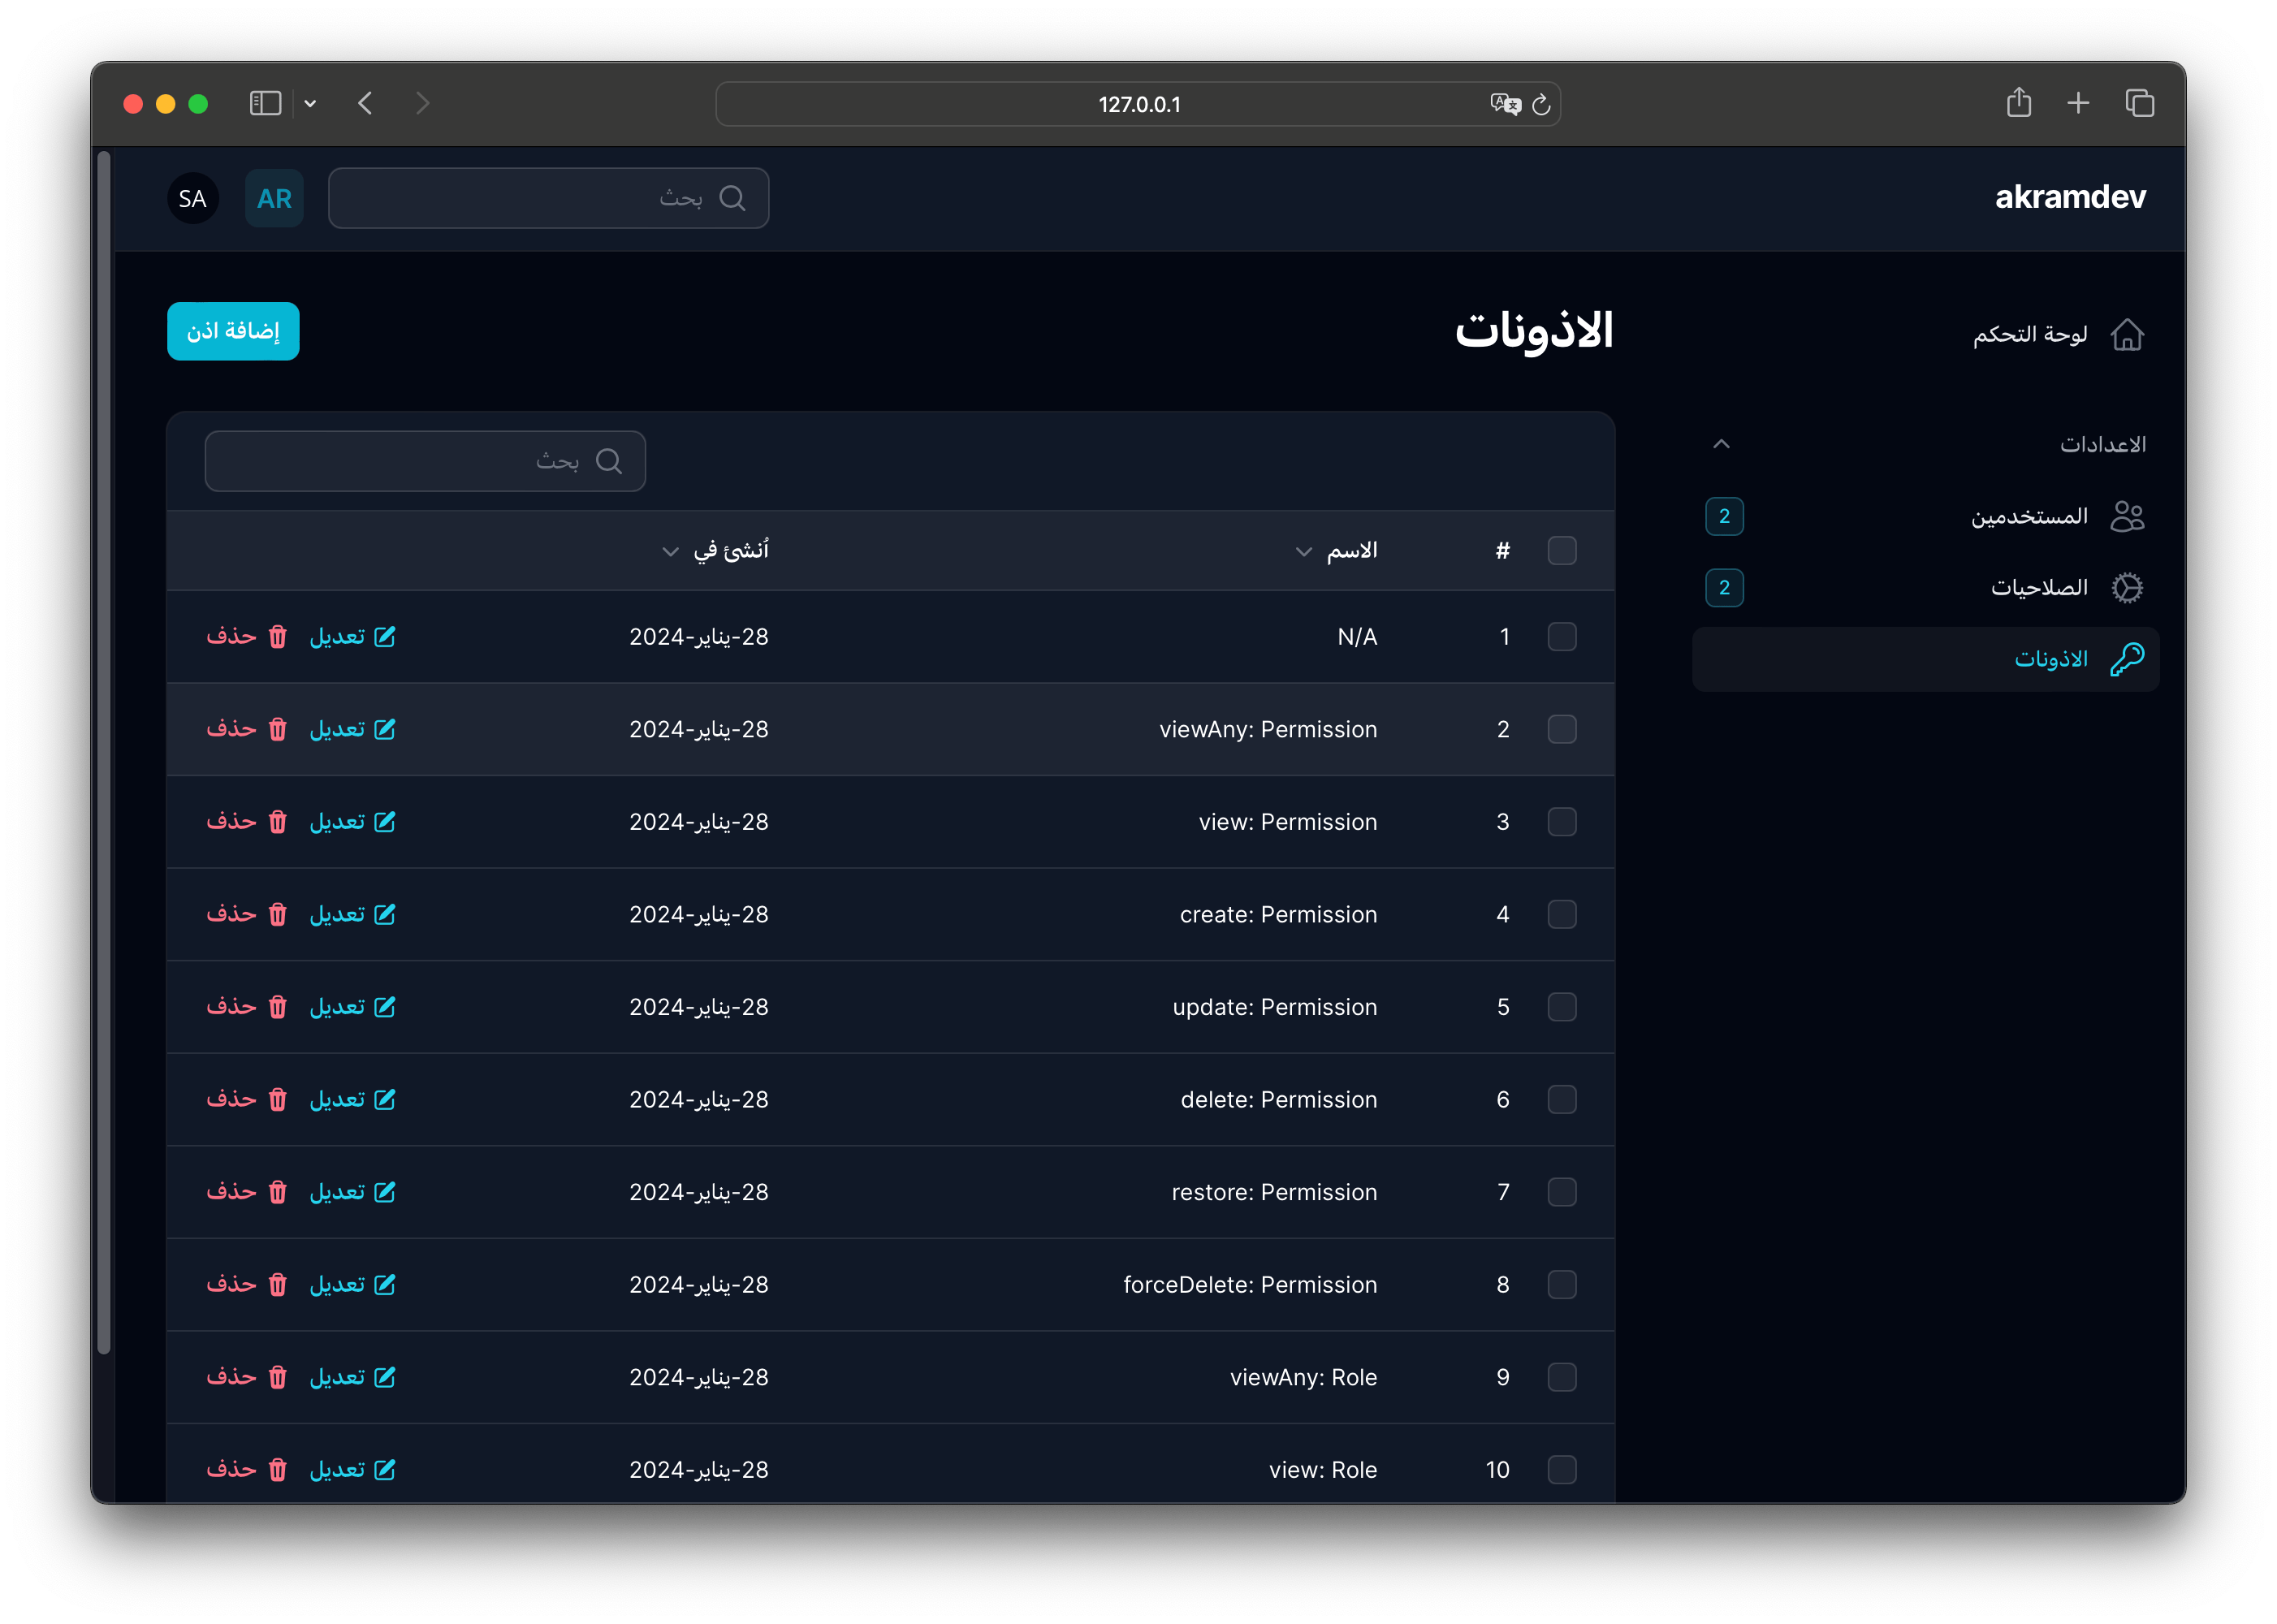 127.0.0.1
akramdev
بحث
AR
SA
لوحة التحكم
الاعدادات
المستخدمين 2
الصلاحيات 2
الاذونات
الاذونات
إضافة اذن
بحث
# الاسم أنشئ في
1 N/A 28-يناير-2024 تعديل حذف
2 viewAny: Permission 28-يناير-2024 تعديل حذف
3 view: Permission 28-يناير-2024 تعديل حذف
4 create: Permission 28-يناير-2024 تعديل حذف
5 update: Permission 28-يناير-2024 تعديل حذف
6 delete: Permission 28-يناير-2024 تعديل حذف
7 restore: Permission 28-يناير-2024 تعديل حذف
8 forceDelete: Permission 28-يناير-2024 تعديل حذف
9 viewAny: Role 28-يناير-2024 تعديل حذف
10 view: Role 28-يناير-2024 تعديل حذف